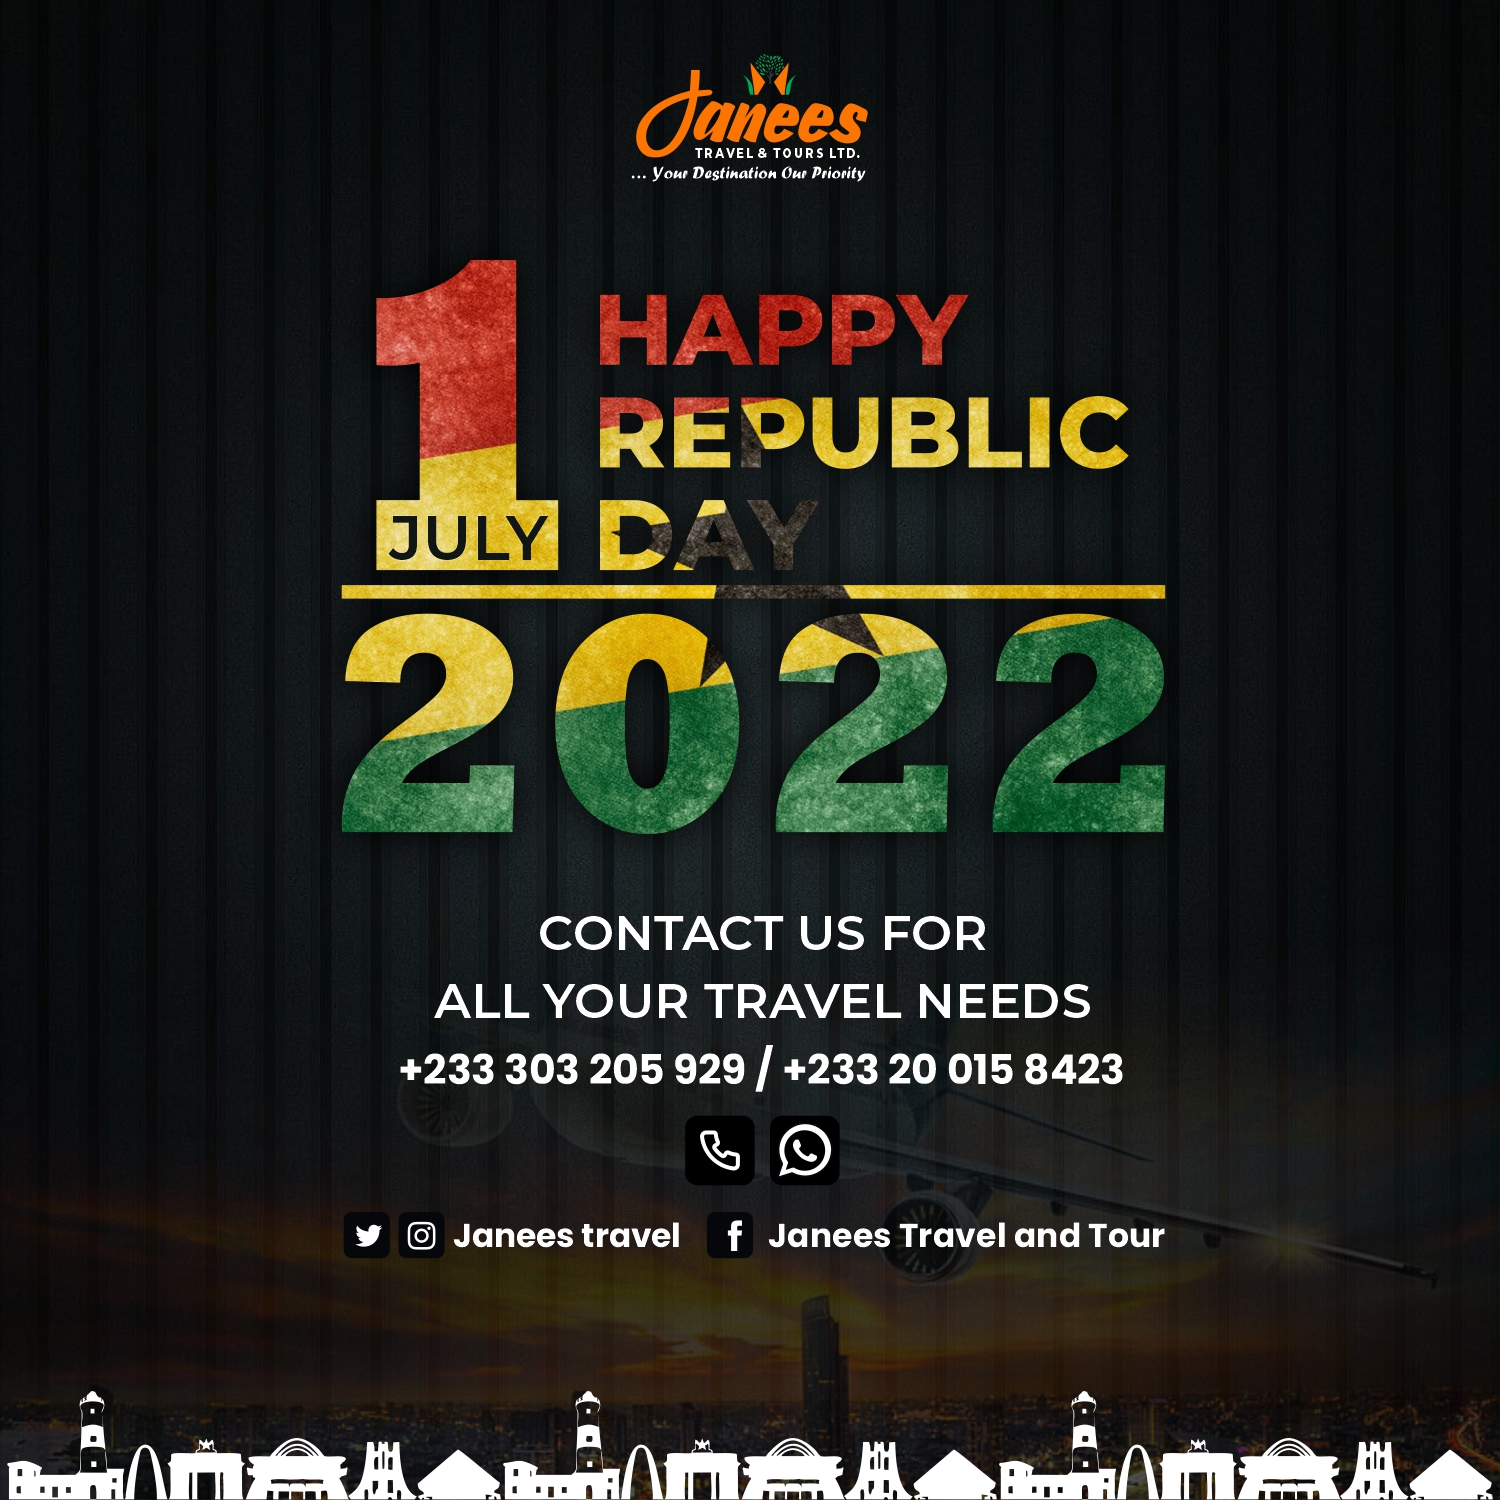 Janees
TRAVEL & TOURS LTD.
... Your Destination Our Priority
1
JULY
HAPPY
REPUBLIC
DAY
2022
CONTACT US FOR
ALL YOUR TRAVEL NEEDS
+233 303 205 929 / +233 20 015 8423
Janees travel Janees Travel and Tour